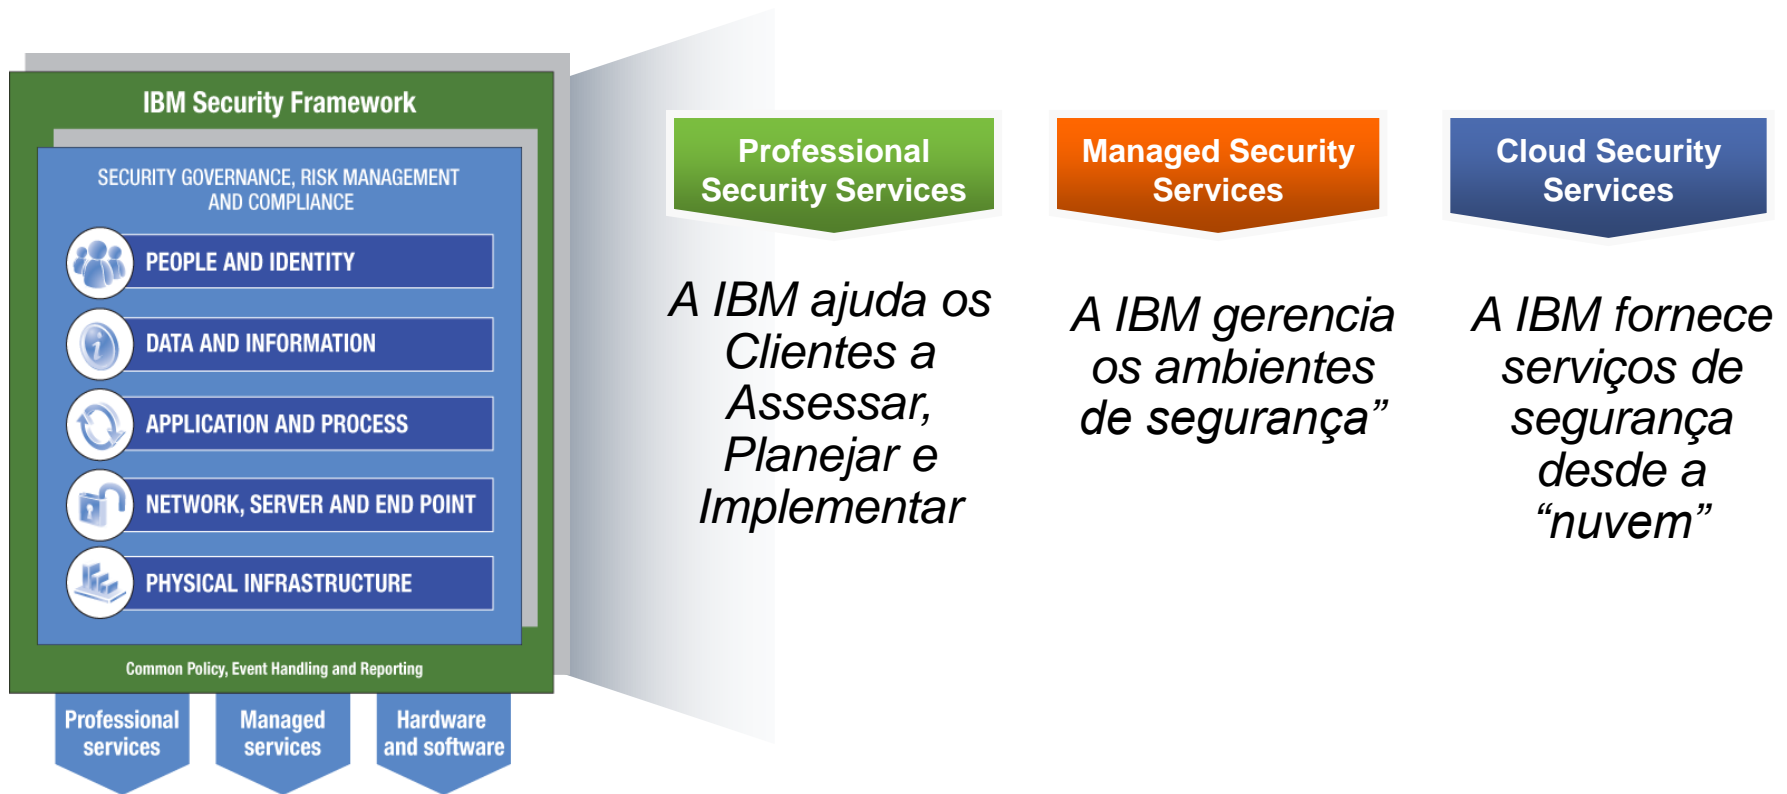 IBM Security Framework
SECURITY GOVERNANCE, RISK MANAGEMENT
AND COMPLIANCE
PEOPLE AND IDENTITY
DATA AND INFORMATION
APPLICATION AND PROCESS
NETWORK, SERVER AND END POINT
PHYSICAL INFRASTRUCTURE
Common Policy, Event Handling and Reporting
Professional
services
Managed
services
Hardware
and software
Professional
Security Services
A IBM ajuda os
Clientes a
Assessar,
Planejar e
Implementar
Managed Security
Services
A IBM gerencia
os ambientes
de segurança”
Cloud Security
Services
A IBM fornece
serviços de
segurança
desde a
“nuvem”